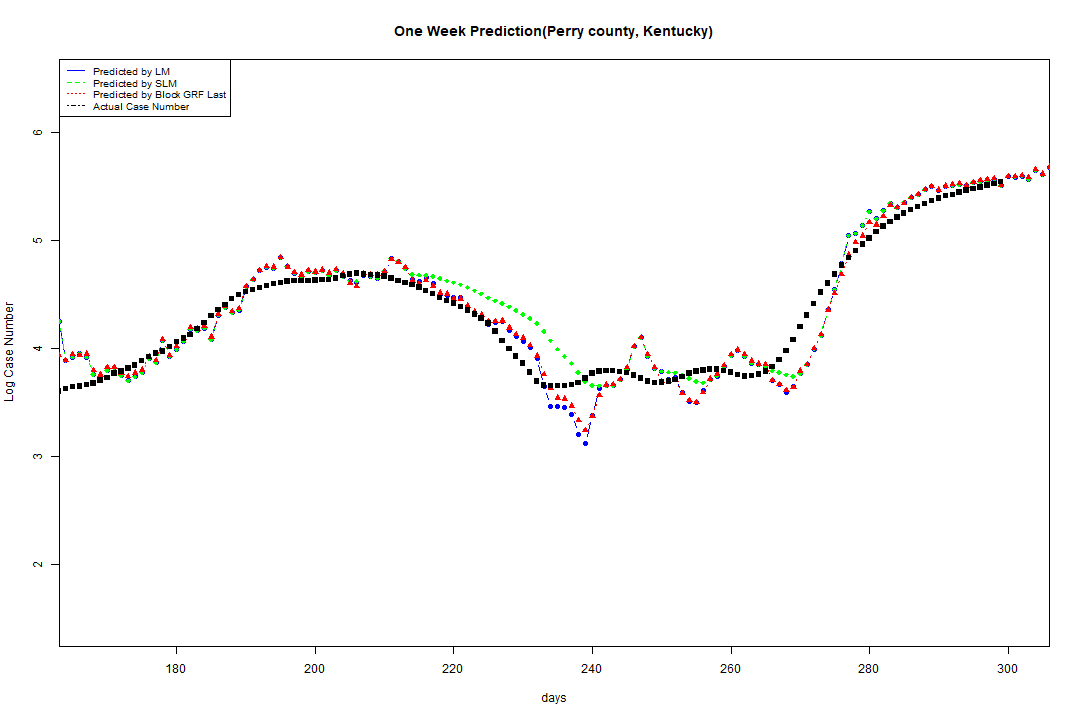 One Week Prediction(Perry county, Kentucky)
Predicted by LM
Predicted by SLM
Predicted by Block GRF Last
Actual Case Number
Log Case Number
6
5
4
3
2
180 200 220 240 260 280 300
days